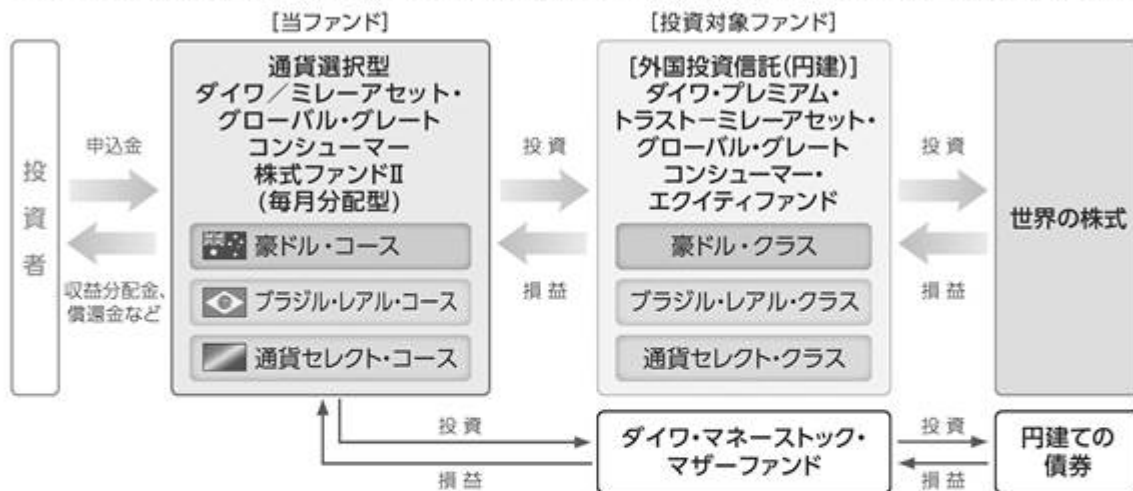 [当ファンド]
[投資対象ファンド]
投資者
申込金
収益分配金、
償還金など
通貨選択型
ダイワ／ミレーアセット・
グローバル・グレート
コンシューマー
株式ファンドⅡ
(毎月分配型)
豪ドル・コース
ブラジル・レアル・コース
通貨セレクト・コース
投資
損益
[外国投資信託(円建)]
ダイワ・プレミアム・
トラスト−ミレーアセット・
グローバル・グレート
コンシューマー・
エクイティファンド
豪ドル・クラス
ブラジル・レアル・クラス
通貨セレクト・クラス
投資
損益
世界の株式
投資
損益
ダイワ・マネーストック・
マザーファンド
投資
損益
円建ての
債券